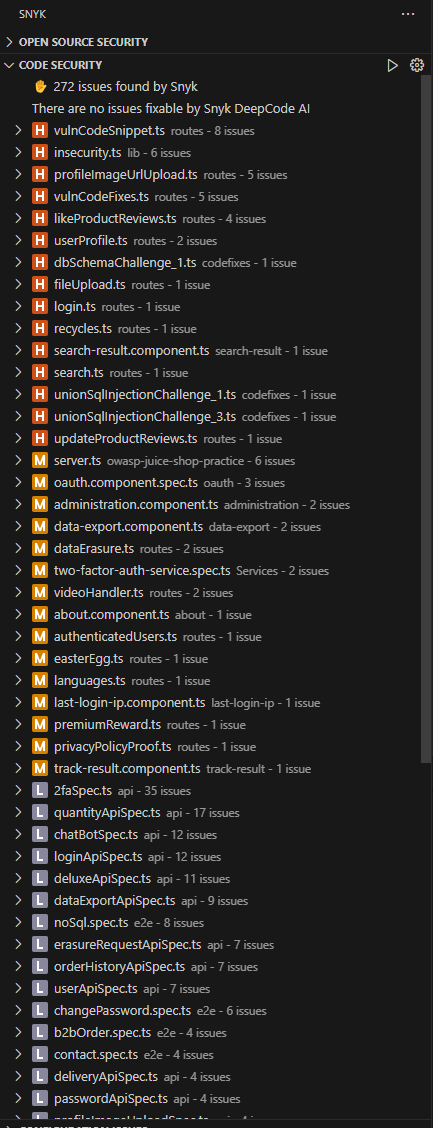 SNYK
OPEN SOURCE SECURITY
CODE SECURITY
✋ 272 issues found by Snyk
There are no issues fixable by Snyk DeepCode AI
H vulnCodeSnippet.ts routes - 8 issues
H insecurity.ts lib - 6 issues
H profileImageUrlUpload.ts routes - 5 issues
H vulnCodeFixes.ts routes - 5 issues
H likeProductReviews.ts routes - 4 issues
H userProfile.ts routes - 2 issues
H dbSchemaChallenge_1.ts codefixes - 1 issue
H fileUpload.ts routes - 1 issue
H login.ts routes - 1 issue
H recycles.ts routes - 1 issue
H search-result.component.ts search-result - 1 issue
H search.ts routes - 1 issue
H unionSqlInjectionChallenge_1.ts codefixes - 1 issue
H unionSqlInjectionChallenge_3.ts codefixes - 1 issue
H updateProductReviews.ts routes - 1 issue
M server.ts owasp-juice-shop-practice - 6 issues
M oauth.component.spec.ts oauth - 3 issues
M administration.component.ts administration - 2 issues
M data-export.component.ts data-export - 2 issues
M dataErasure.ts routes - 2 issues
M two-factor-auth-service.spec.ts Services - 2 issues
M videoHandler.ts routes - 2 issues
M about.component.ts about - 1 issue
M authenticatedUsers.ts routes - 1 issue
M easterEgg.ts routes - 1 issue
M languages.ts routes - 1 issue
M last-login-ip.component.ts last-login-ip - 1 issue
M premiumReward.ts routes - 1 issue
M privacyPolicyProof.ts routes - 1 issue
M track-result.component.ts track-result - 1 issue
L 2faSpec.ts api - 35 issues
L quantityApiSpec.ts api - 17 issues
L chatBotSpec.ts api - 12 issues
L loginApiSpec.ts api - 12 issues
L deluxeApiSpec.ts api - 11 issues
L dataExportApiSpec.ts api - 9 issues
L noSql.spec.ts e2e - 8 issues
L erasureRequestApiSpec.ts api - 7 issues
L orderHistoryApiSpec.ts api - 7 issues
L userApiSpec.ts api - 7 issues
L changePassword.spec.ts e2e - 6 issues
L b2bOrder.spec.ts e2e - 4 issues
L contact.spec.ts e2e - 4 issues
L deliveryApiSpec.ts api - 4 issues
L passwordApiSpec.ts api - 4 issues